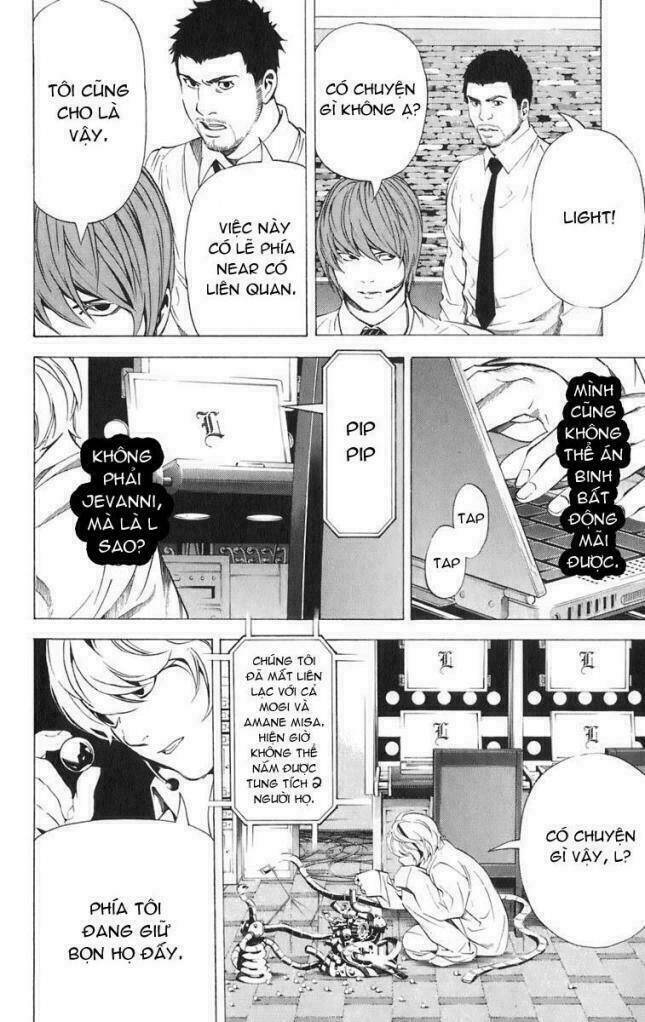 LIGHT!
CÓ CHUYỆN
GÌ KHÔNG Ạ?
VIỆC NÀY
CÓ LẼ PHÍA
NEAR CÓ
LIÊN QUAN.
TÔI CŨNG
CHO LÀ
VẬY.
MÌNH
CŨNG
KHÔNG
THỂ ÁN
BINH
BẤT
ĐỘNG
MÃI
ĐƯỢC.
TAP
TAP
PIP
PIP
L
KHÔNG
PHẢI
JEVANNI,
MÀ LÀ L
SAO?
L
L
L
CÓ CHUYỆN
GÌ VẬY, L?
CHÚNG TÔI
ĐÃ MẤT LIÊN
LẠC VỚI CẢ
MOGI VÀ
AMANE MISA.
HIỆN GIỜ
KHÔNG THỂ
NẮM ĐƯỢC
TUNG TÍCH 2
NGƯỜI HỌ.
PHÍA TÔI
ĐANG GIỮ
BỌN HỌ ĐẤY.